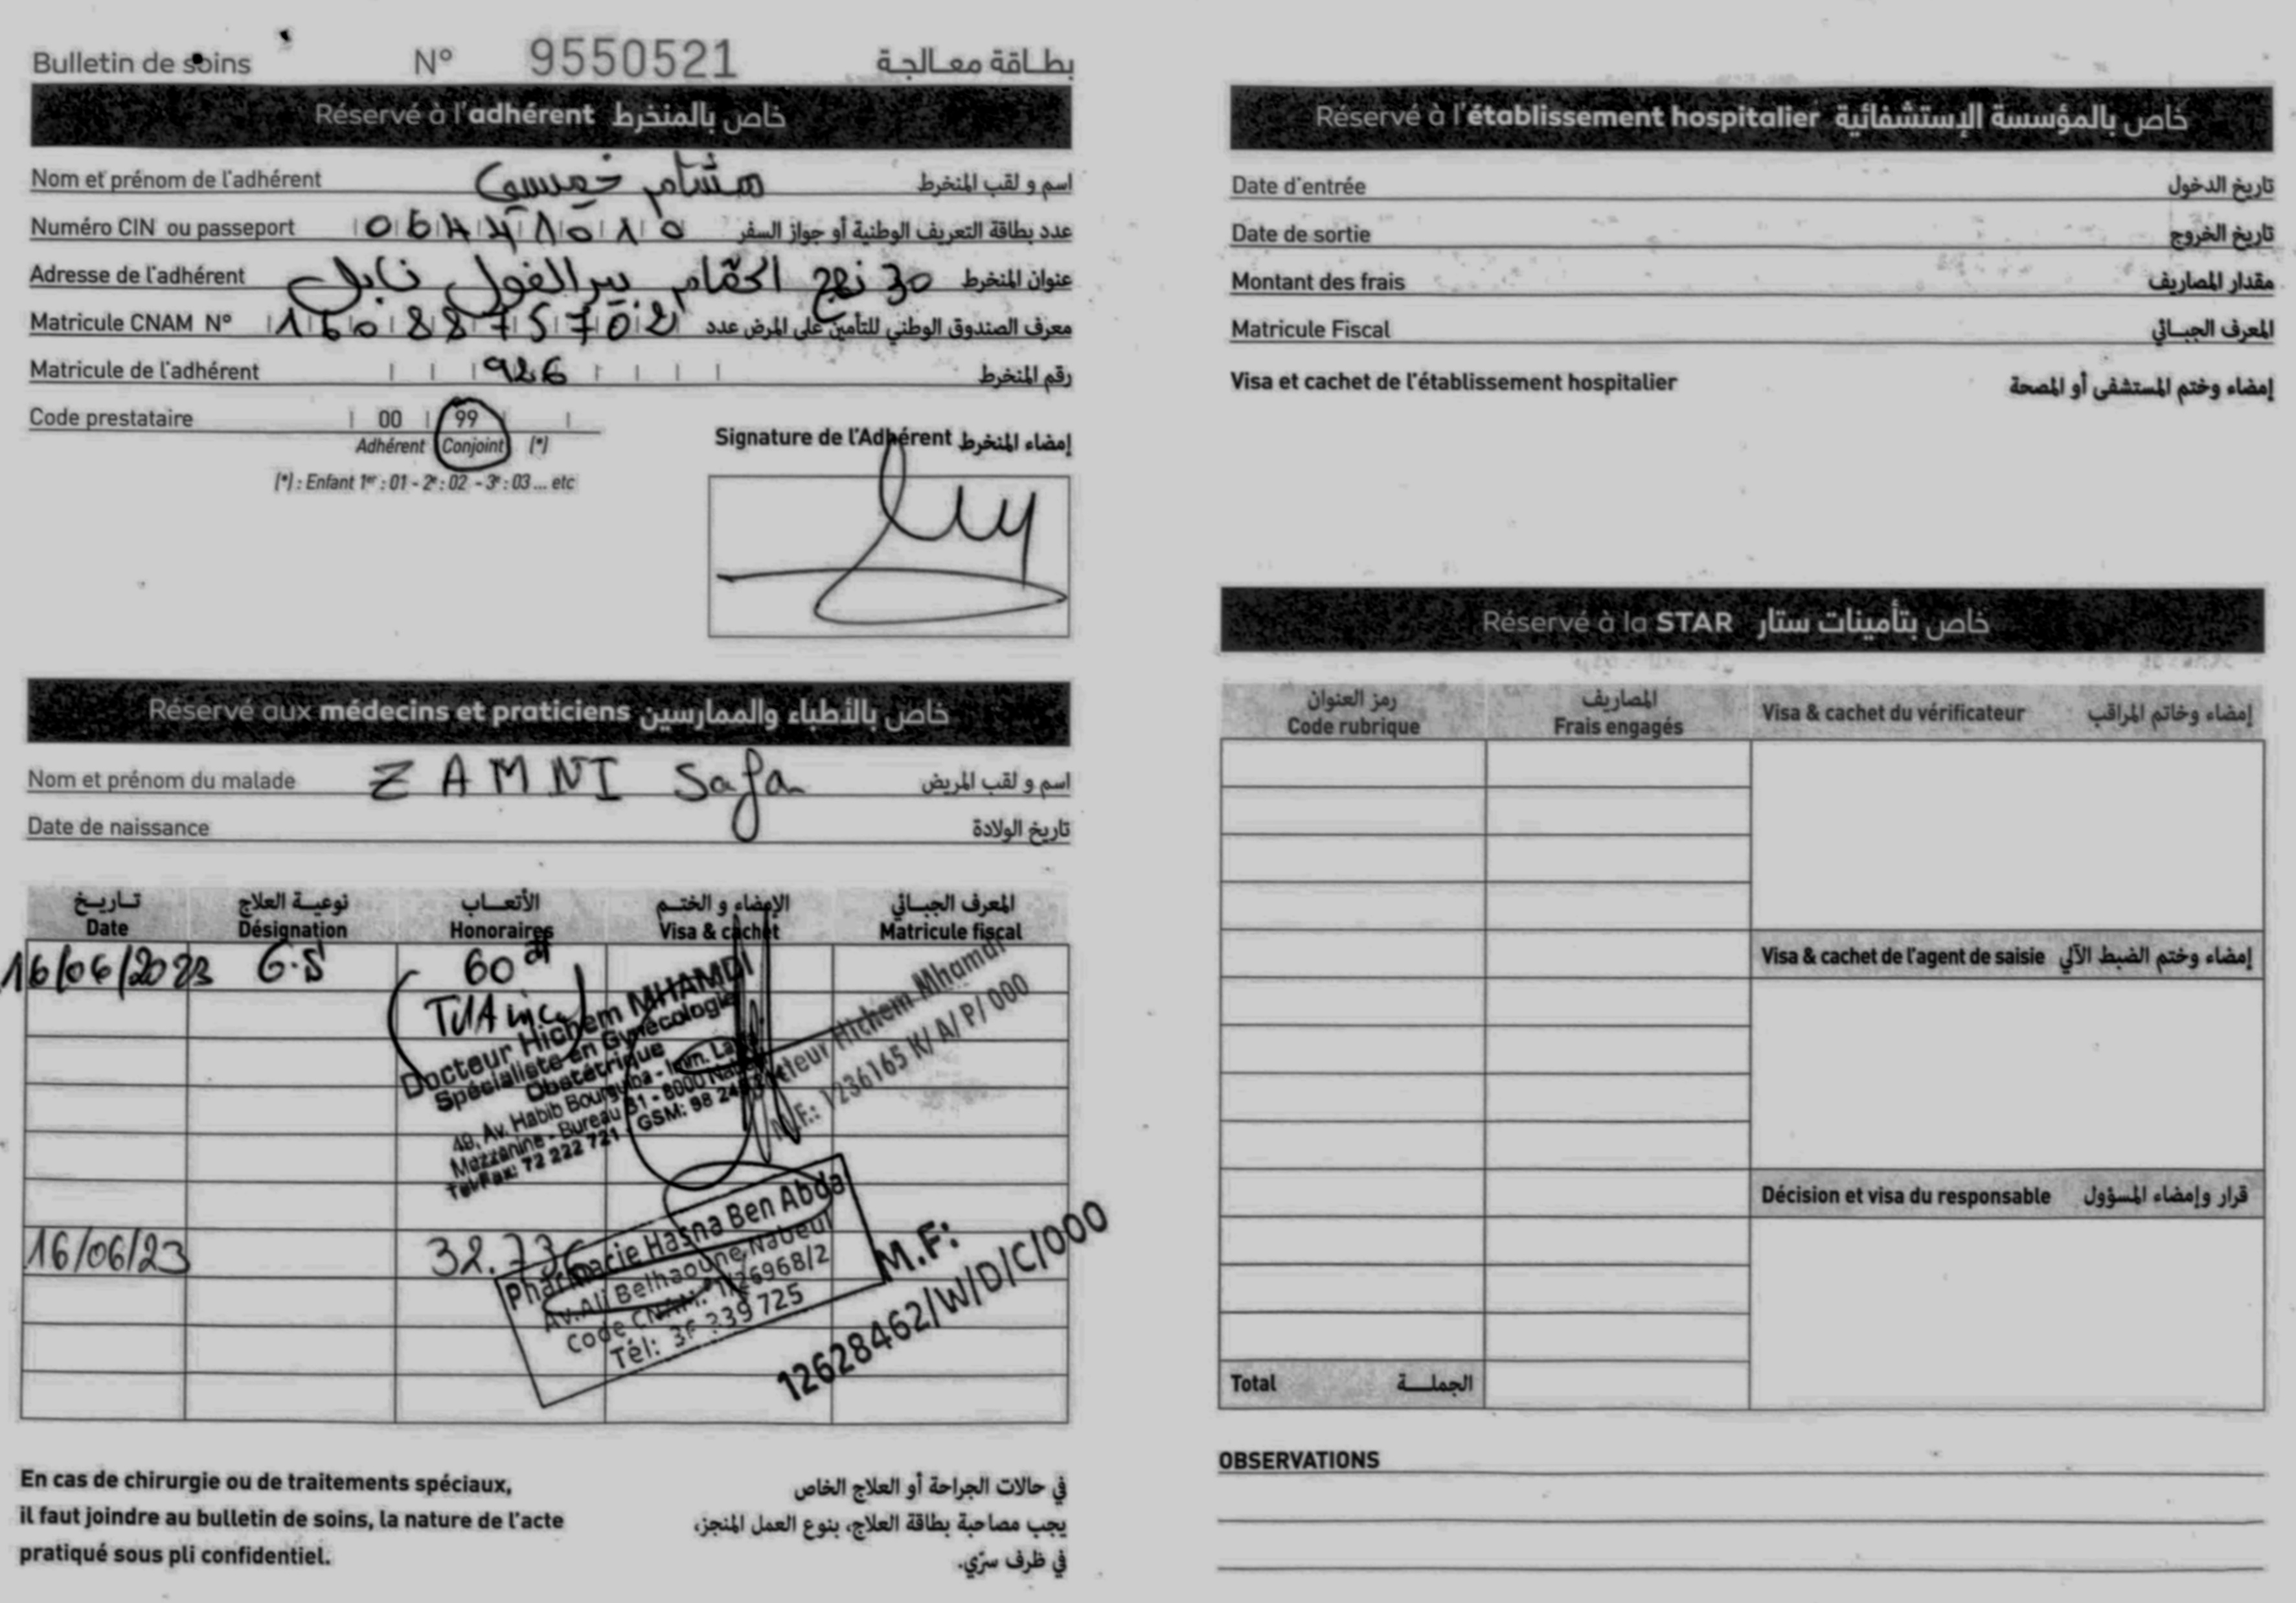 Bulletin de soins N° 9550521 بطاقة معالجة
Réservé à l'adhérent خاص بالمنخرط
Nom et prénom de l'adhérent هشام خميسي اسم و لقب المنخرط
Numéro CIN ou passeport عدد بطاقة التعريف الوطنية أو جواز السفر
Adresse de l'adhérent 30 نهج الحمّام بير الفول نابل عنوان المنخرط
Matricule CNAM N° 1608875702 معرف الصندوق الوطني للتأمين على المرض عدد
Matricule de l'adhérent 926 رقم المنخرط
Code prestataire 00 99
Adhérent Conjoint (*)
(*) : Enfant 1er : 01 - 2e : 02 - 3e : 03 ... etc
Signature de l'Adhérent إمضاء المنخرط
Réservé aux médecins et praticiens خاص بالأطباء والممارسين
Nom et prénom du malade ZAMNI Safa اسم و لقب المريض
Date de naissance تاريخ الولادة
تاريخ نوعية العلاج الأتعاب الإمضاء و الختم المعرف الجبائي
Date Désignation Honoraires Visa & cachet Matricule fiscal
16/06/2023 G.S 60 dt
Docteur Hichem MHAMDI
Spécialiste en Gynécologie
Obstétrique
49, Av. Habib Bourguiba - Imm.
Mezzanine - Bureau 31 - 8000
Tel/Fax: 72 222 721 - GSM: 98
Docteur Hichem Mhamdi
M.F.: 1236165 K/ A/ P/ 000
16/06/23 32.736
Pharmacie Hasna Ben Abda
Av. Ali Belhaoune, Nabeul
Code CNAM: 1/26968/2
Tél: 339 725
M.F:
12628462/W/D/C/000
En cas de chirurgie ou de traitements spéciaux,
il faut joindre au bulletin de soins, la nature de l'acte
pratiqué sous pli confidentiel.
في حالات الجراحة أو العلاج الخاص
يجب مصاحبة بطاقة العلاج، بنوع العمل المنجز،
في ظرف سرّي.
Réservé à l'établissement hospitalier خاص بالمؤسسة الإستشفائية
Date d'entrée تاريخ الدخول
Date de sortie تاريخ الخروج
Montant des frais مقدار المصاريف
Matricule Fiscal المعرف الجبائي
Visa et cachet de l'établissement hospitalier إمضاء وختم المستشفى أو المصحة
Réservé à la STAR خاص بتأمينات ستار
رمز العنوان المصاريف
Code rubrique Frais engagés Visa & cachet du vérificateur إمضاء وخاتم المراقب
Visa & cachet de l'agent de saisie إمضاء وختم الضبط الآلي
Décision et visa du responsable قرار وإمضاء المسؤول
Total الجملة
OBSERVATIONS